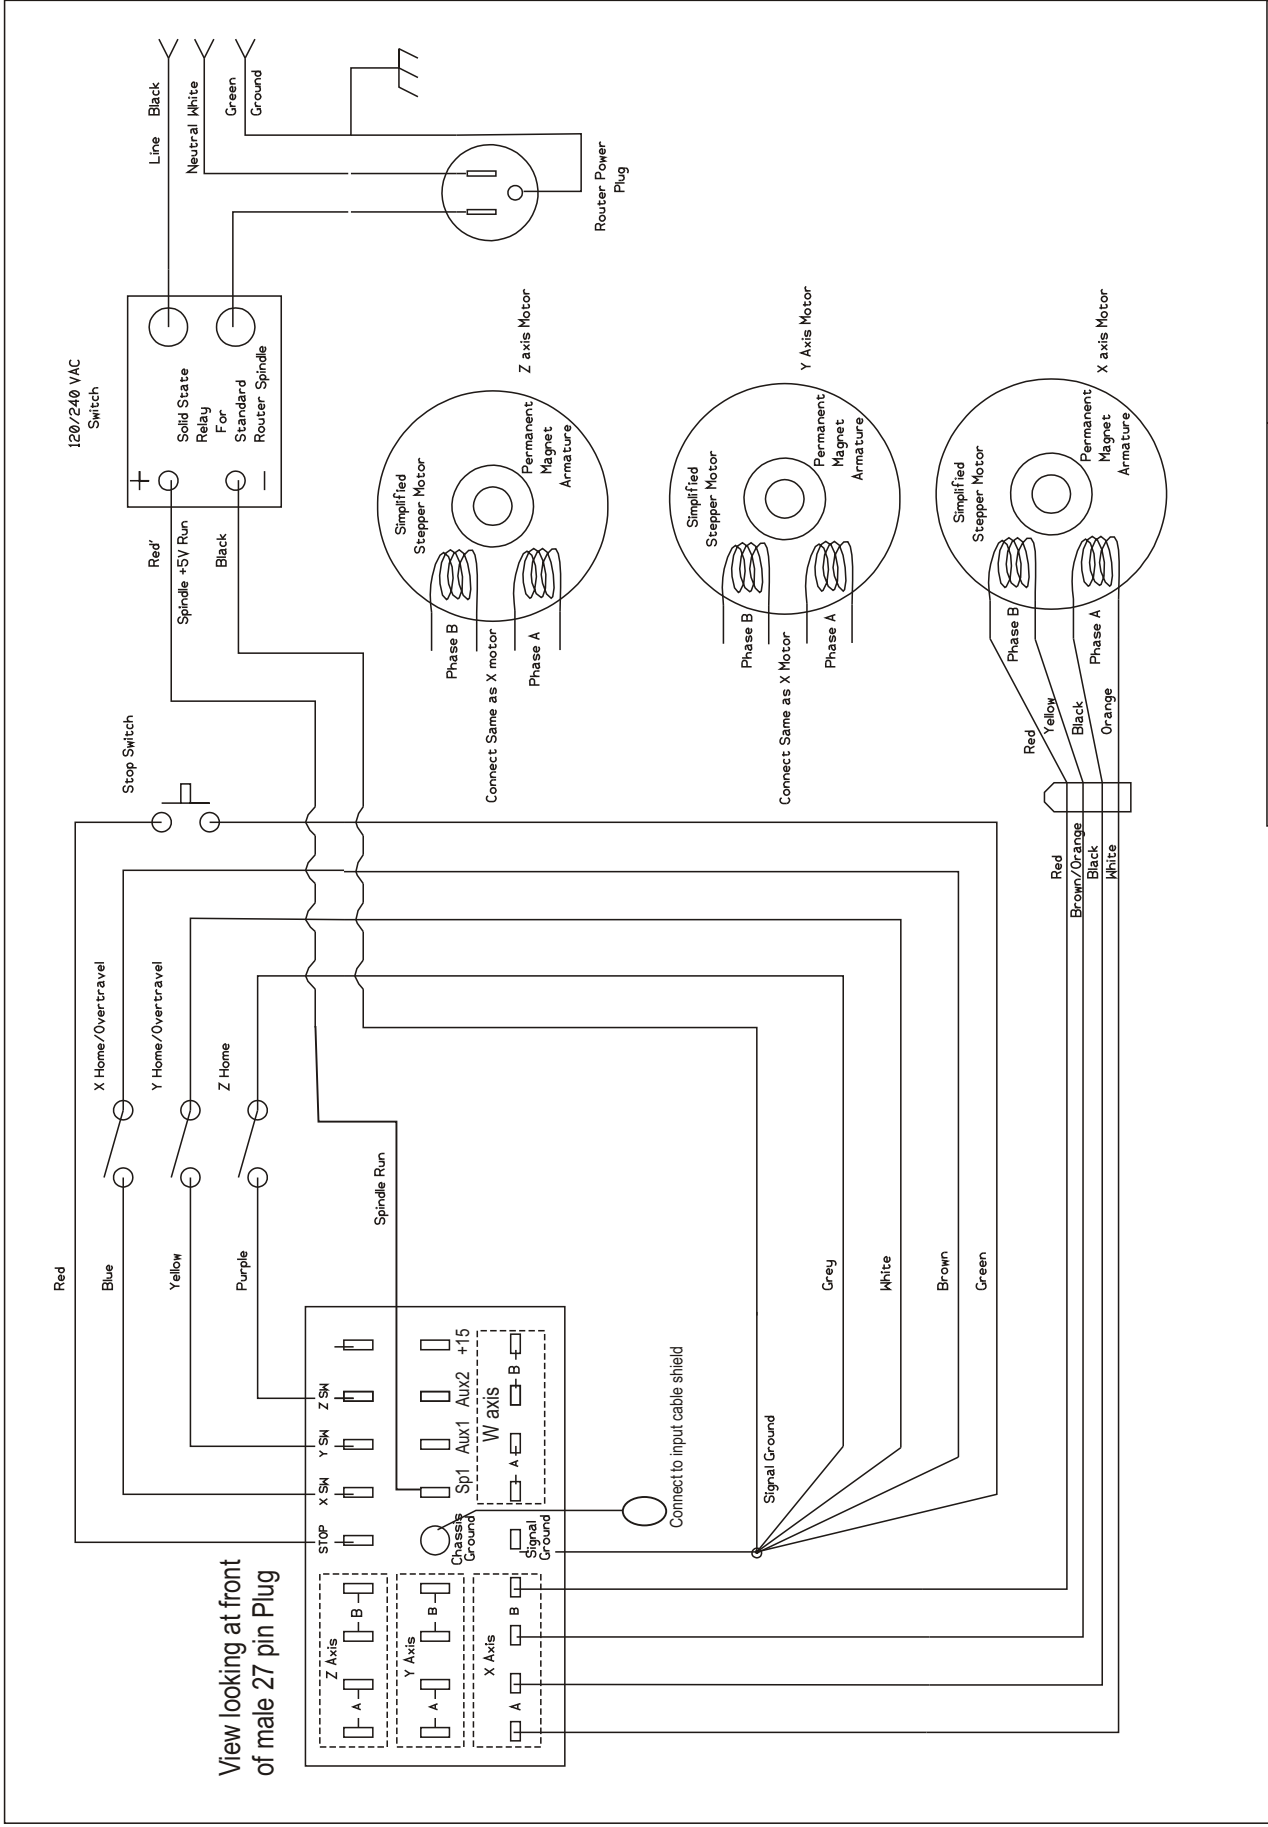 View looking at front
of male 27 pin Plug
Red
Blue
Yellow
Purple
X Home/Overtravel
Y Home/Overtravel
Z Home
Stop Switch
120/240 VAC
Switch
Solid State
Relay
For
Standard
Router Spindle
+
−
Red'
Spindle +5V Run
Black
Line Black
Neutral White
Green
Ground
Router Power
Plug
Spindle Run
STOP
X SW
Y SW
Z SW
Sp1
Aux1
Aux2
+15
W axis
A
B
Chassis
Ground
Signal
Ground
Z Axis
A
B
Y Axis
A
B
X Axis
A
B
Connect to input cable shield
Signal Ground
Grey
White
Brown
Green
Simplified
Stepper Motor
Permanent
Magnet
Armature
Z axis Motor
Phase B
Connect Same as X motor
Phase A
Simplified
Stepper Motor
Permanent
Magnet
Armature
Y Axis Motor
Phase B
Connect Same as X Motor
Phase A
Simplified
Stepper Motor
Permanent
Magnet
Armature
X axis Motor
Phase B
Phase A
Red
Yellow
Black
Orange
Red
Brown/Orange
Black
White